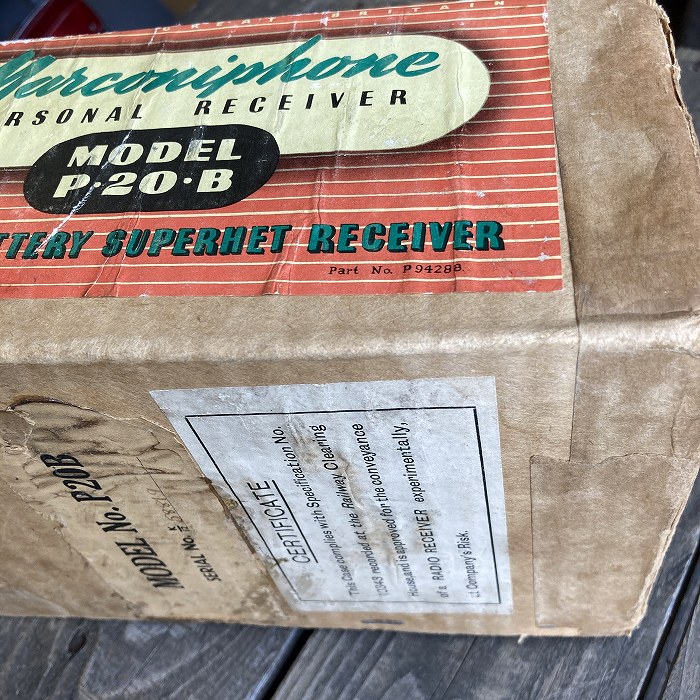 GREAT BRITAIN
Marconiphone
RSONAL RECEIVER
MODEL
P·20·B
TTERY SUPERHET RECEIVER
Part No. P94288.
MODEL No. P20B
SERIAL No.
CERTIFICATE
This Case complies with Specification No.
12043 recorded at the Railway Clearing
House and is approved for the conveyance
of a RADIO RECEIVER experimentally,
at Company's Risk.